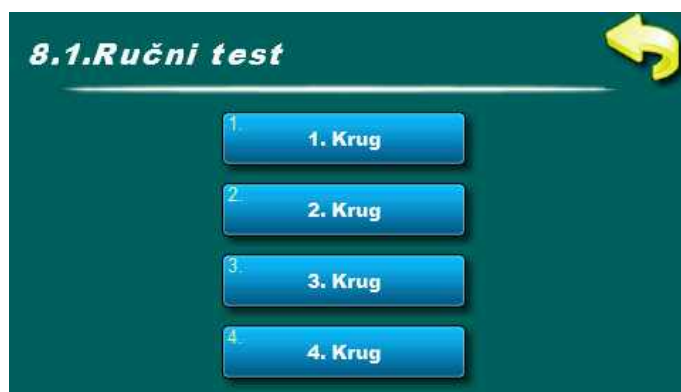 8.1.Ručni test
1.
1. Krug
2.
2. Krug
3.
3. Krug
4.
4. Krug